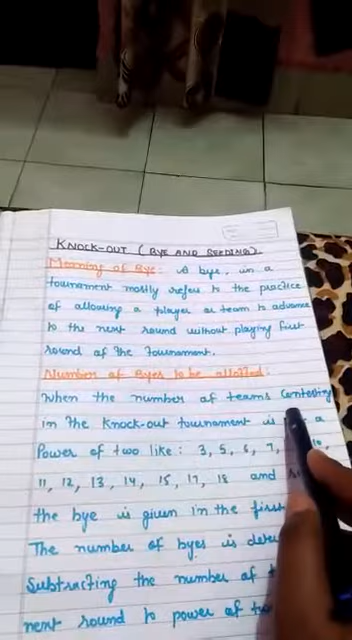 KNOCK-OUT (BYE AND SEEDING).
Meaning of Bye- A bye, in a
tournament mostly refers to the practice
of allowing a player or team to advance
to the next round without playing first
round of the tournament.
Number of Byes to be allotted:
When the number of teams Contesting
in the knock-out tournament is a
Power of two like: 3, 5, 6, 7, 10,
11, 12, 13, 14, 15, 17, 18 and
the bye is given in the first
The number of byes is
Subtracting the number of
next round to power of